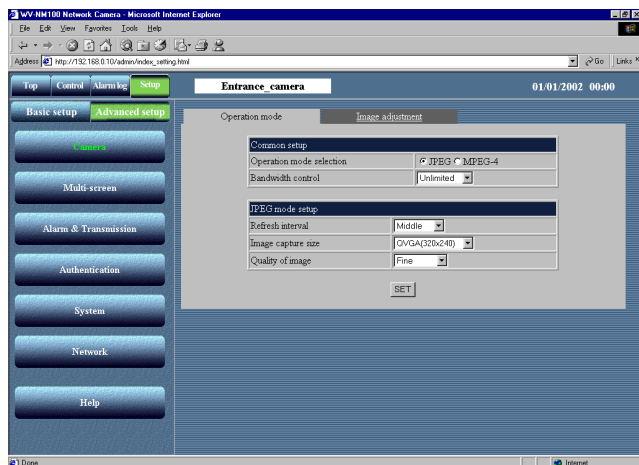 WV-NM100 Network Camera - Microsoft Internet Explorer
File Edit View Favorites Tools Help
Address http://192.168.0.10/admin/index_setting.html Go Links
Top Control Alarm log Setup Entrance_camera 01/01/2002 00:00
Basic setup Advanced setup
Operation mode Image adjustment
Camera
Multi-screen
Alarm & Transmission
Authentication
System
Network
Help
Common setup
Operation mode selection JPEG MPEG-4
Bandwidth control Unlimited
JPEG mode setup
Refresh interval Middle
Image capture size QVGA(320x240)
Quality of image Fine
SET
Done Internet